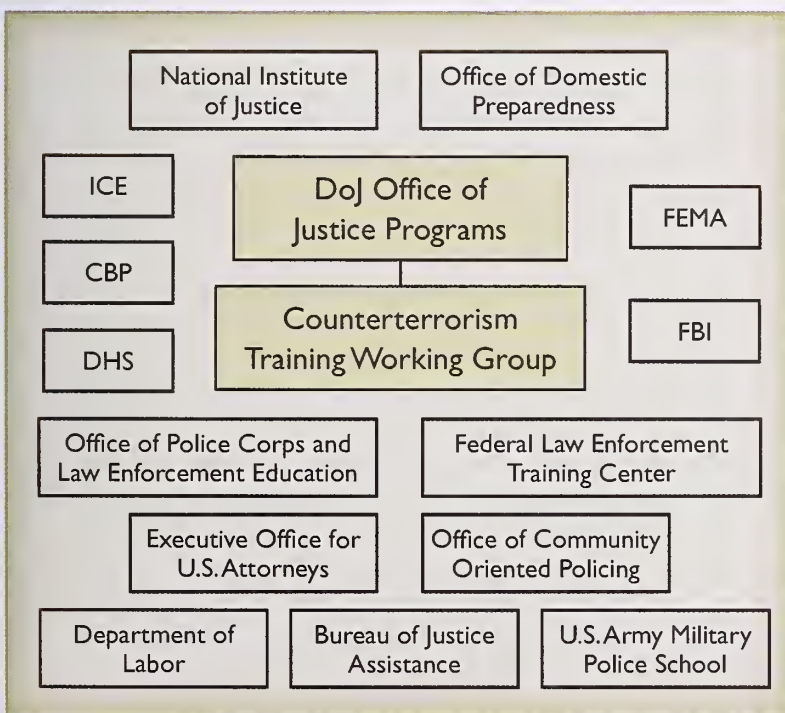 National Institute
of Justice
Office of Domestic
Preparedness
ICE
DoJ Office of
Justice Programs
FEMA
CBP
Counterterrorism
Training Working Group
FBI
DHS
Office of Police Corps and
Law Enforcement Education
Federal Law Enforcement
Training Center
Executive Office for
U.S. Attorneys
Office of Community
Oriented Policing
Department of
Labor
Bureau of Justice
Assistance
U.S. Army Military
Police School